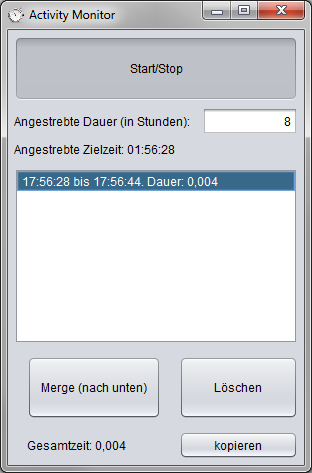 Activity Monitor
Start/Stop
Angestrebte Dauer (in Stunden): 8
Angestrebte Zielzeit: 01:56:28
17:56:28 bis 17:56:44. Dauer: 0,004
Merge (nach unten) Löschen
Gesamtzeit: 0,004 kopieren